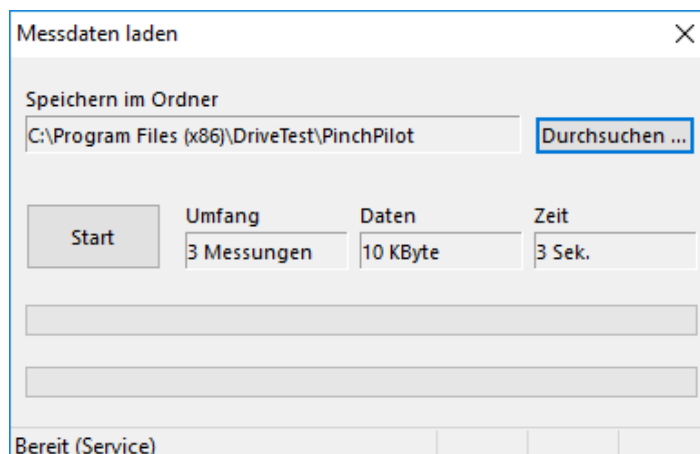 Messdaten laden
Speichern im Ordner
C:\Program Files (x86)\DriveTest\PinchPilot Durchsuchen ...
Start
Umfang Daten Zeit
3 Messungen 10 KByte 3 Sek.
Bereit (Service)